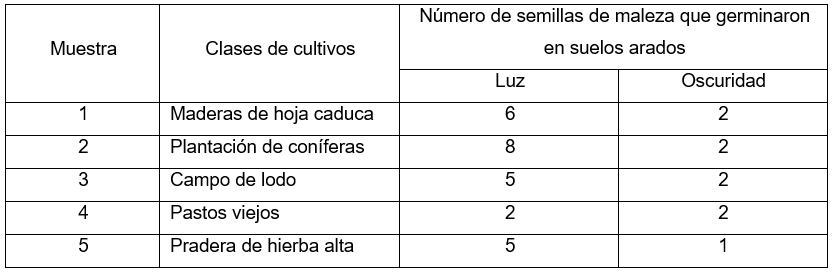 Muestra Clases de cultivos Número de semillas de maleza que germinaron
en suelos arados
Luz Oscuridad
1 Maderas de hoja caduca 6 2
2 Plantación de coníferas 8 2
3 Campo de lodo 5 2
4 Pastos viejos 2 2
5 Pradera de hierba alta 5 1